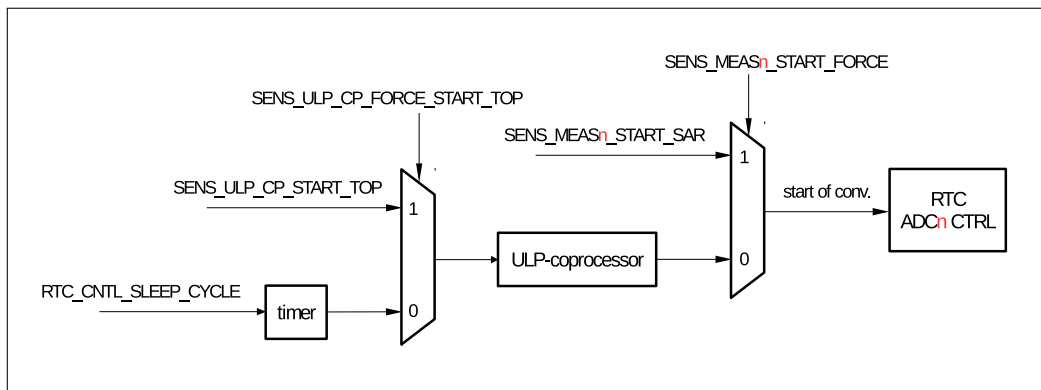 SENS_MEASn_START_FORCE
SENS_ULP_CP_FORCE_START_TOP
SENS_MEASn_START_SAR
1
SENS_ULP_CP_START_TOP
1
start of conv.
RTC
ADCn CTRL
ULP-coprocessor
0
RTC_CNTL_SLEEP_CYCLE
timer
0